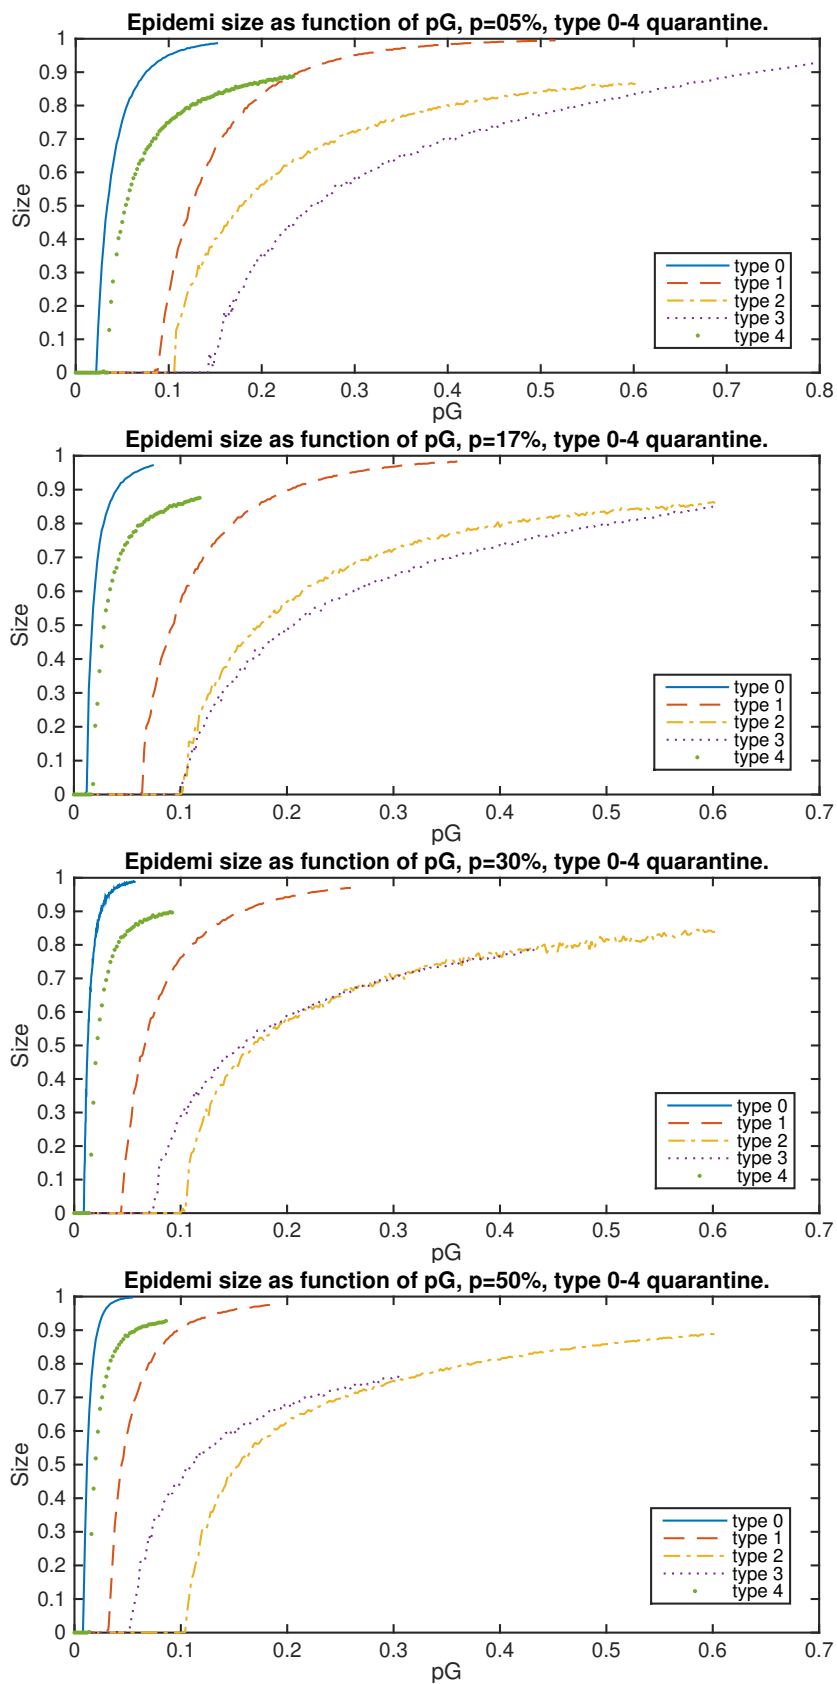 Epidemi size as function of pG, p=05%, type 0-4 quarantine.
1
0.9
0.8
0.7
0.6
0.5
0.4
0.3
0.2
0.1
0
Size
0 0.1 0.2 0.3 0.4 0.5 0.6 0.7 0.8
pG
type 0
type 1
type 2
type 3
type 4
Epidemi size as function of pG, p=17%, type 0-4 quarantine.
1
0.9
0.8
0.7
0.6
0.5
0.4
0.3
0.2
0.1
0
Size
0 0.1 0.2 0.3 0.4 0.5 0.6 0.7
pG
type 0
type 1
type 2
type 3
type 4
Epidemi size as function of pG, p=30%, type 0-4 quarantine.
1
0.9
0.8
0.7
0.6
0.5
0.4
0.3
0.2
0.1
0
Size
0 0.1 0.2 0.3 0.4 0.5 0.6 0.7
pG
type 0
type 1
type 2
type 3
type 4
Epidemi size as function of pG, p=50%, type 0-4 quarantine.
1
0.9
0.8
0.7
0.6
0.5
0.4
0.3
0.2
0.1
0
Size
0 0.1 0.2 0.3 0.4 0.5 0.6 0.7
pG
type 0
type 1
type 2
type 3
type 4